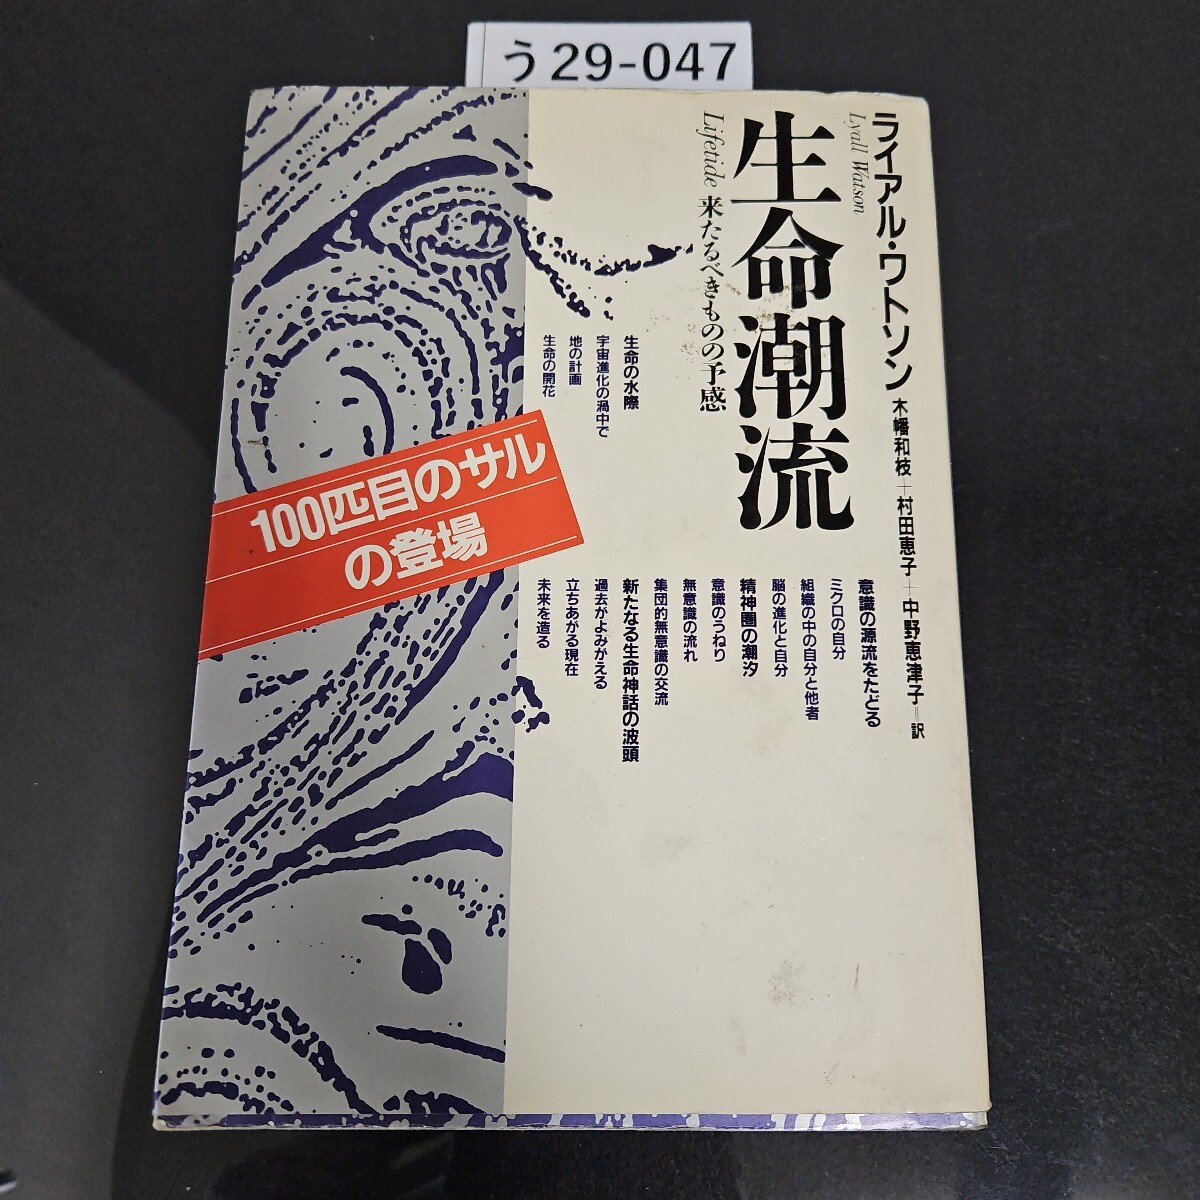 う29-047
ライアル・ワトソン
Lyall Watson
木幡和枝＋村田恵子＋中野恵津子＝訳
生命潮流
Lifetide
来たるべきものの予感
生命の水際
宇宙進化の渦中で
地の計画
生命の開花
意識の源流をたどる
ミクロの自分
組織の中の自分と他者
脳の進化と自分
精神圏の潮汐
意識のうねり
無意識の流れ
集団的無意識の交流
新たなる生命神話の波頭
過去がよみがえる
立ちあがる現在
未来を造る
100匹目のサル
の登場